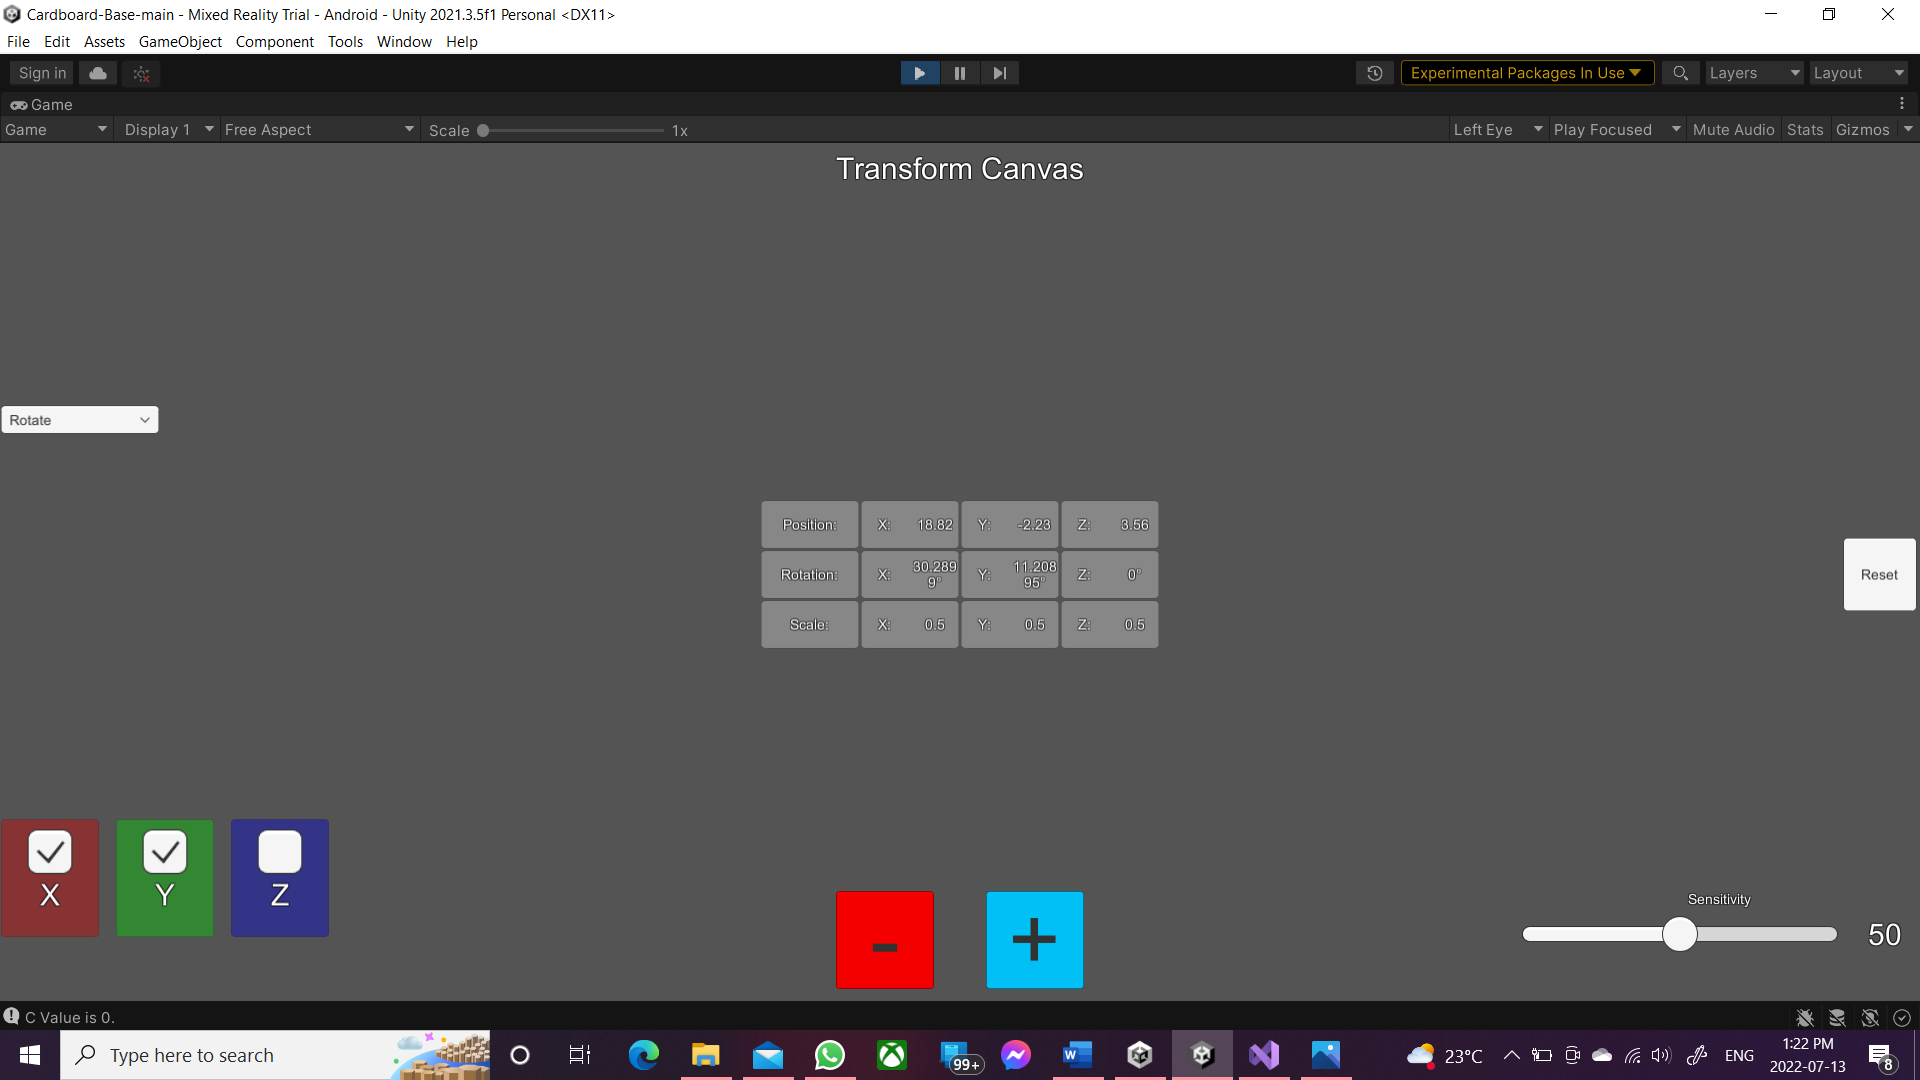 Cardboard-Base-main - Mixed Reality Trial - Android - Unity 2021.3.5f1 Personal <DX11>
File Edit Assets GameObject Component Tools Window Help
Sign in Experimental Packages In Use Layers Layout
Game
Game Display 1 Free Aspect Scale 1x Left Eye Play Focused Mute Audio Stats Gizmos
Transform Canvas
Rotate
Position: X: 18.82 Y: -2.23 Z: 3.56
Rotation: X: 30.289 Y: 11.208 Z: 0°
9° 95°
Scale: X: 0.5 Y: 0.5 Z: 0.5
Reset
X Y Z
- +
Sensitivity
50
C Value is 0.
Type here to search
99+
23°C
ENG
1:22 PM
2022-07-13
8